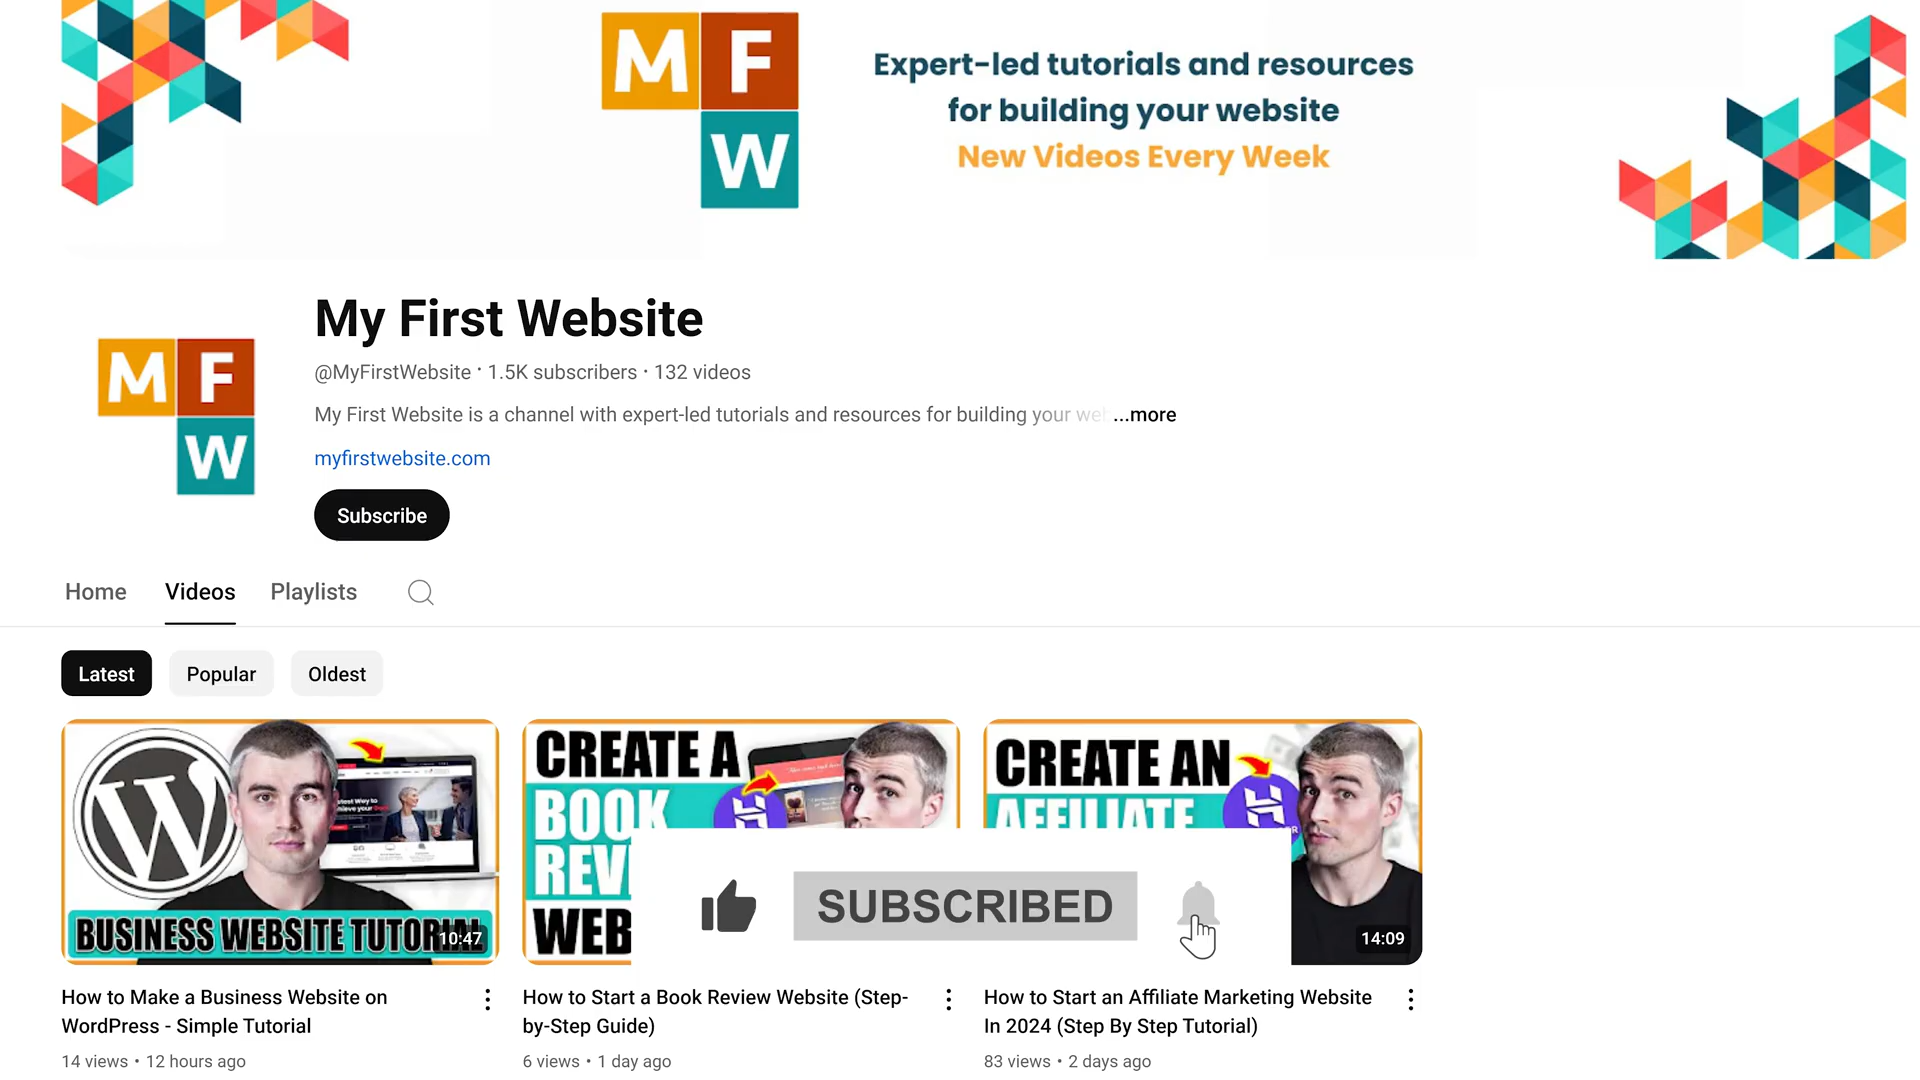 M F
W
Expert-led tutorials and resources
for building your website
New Videos Every Week
M F
W
My First Website
@MyFirstWebsite · 1.5K subscribers · 132 videos
My First Website is a channel with expert-led tutorials and resources for building your we ...more
myfirstwebsite.com
Subscribe
Home Videos Playlists
Latest Popular Oldest
W
BUSINESS WEBSITE TUTORIAL
10:47
CREATE A
BOOK
REVI
WEB
CREATE AN
AFFILIATE
14:09
SUBSCRIBED
How to Make a Business Website on
WordPress - Simple Tutorial
14 views • 12 hours ago
How to Start a Book Review Website (Step-
by-Step Guide)
6 views • 1 day ago
How to Start an Affiliate Marketing Website
In 2024 (Step By Step Tutorial)
83 views • 2 days ago